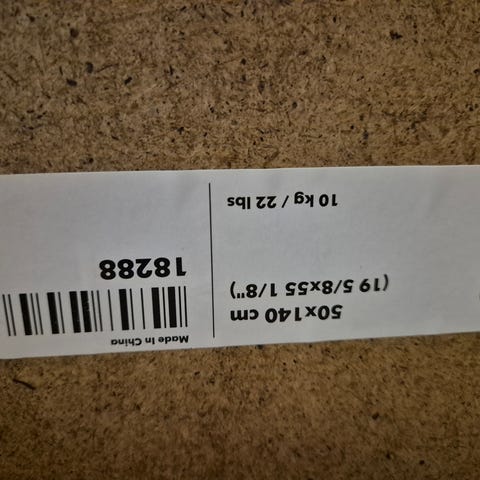 50x140 cm
(19 5/8x55 1/8")
10 kg / 22 lbs
Made In China
18288